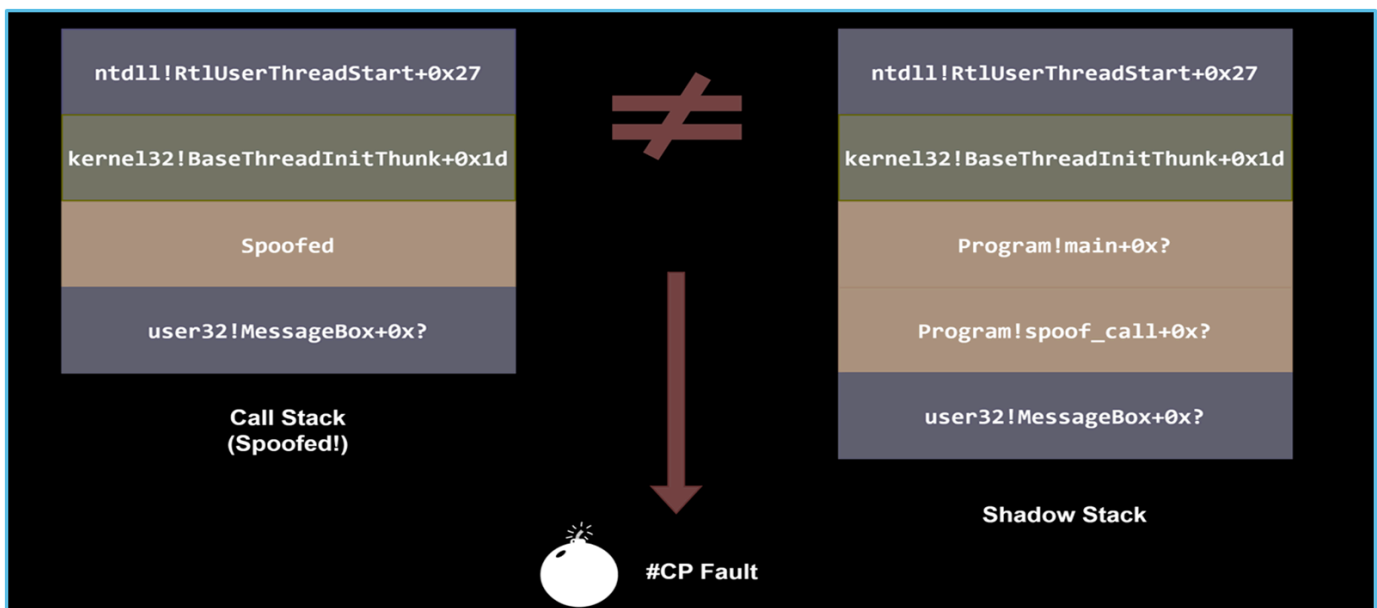 ntdll!RtlUserThreadStart+0x27
kernel32!BaseThreadInitThunk+0x1d
Spoofed
user32!MessageBox+0x?
Call Stack
(Spoofed!)
ntdll!RtlUserThreadStart+0x27
kernel32!BaseThreadInitThunk+0x1d
Program!main+0x?
Program!spoof_call+0x?
user32!MessageBox+0x?
Shadow Stack
#CP Fault